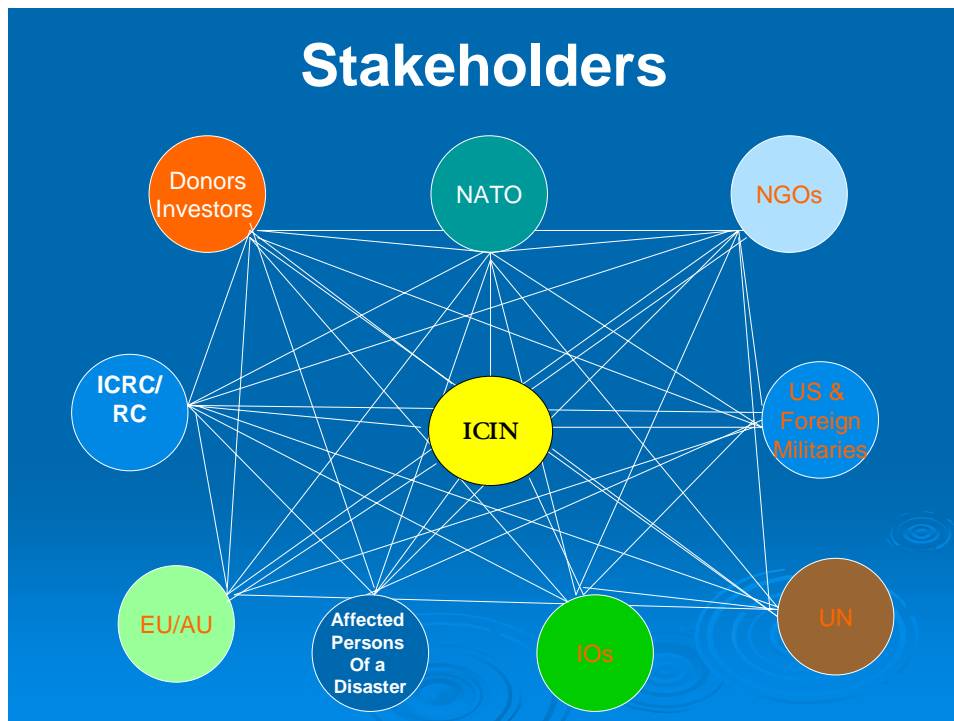 Stakeholders
Donors
Investors
NATO
NGOs
ICRC/
RC
ICIN
US &
Foreign
Militaries
EU/AU
Affected
Persons
Of a
Disaster
IOs
UN